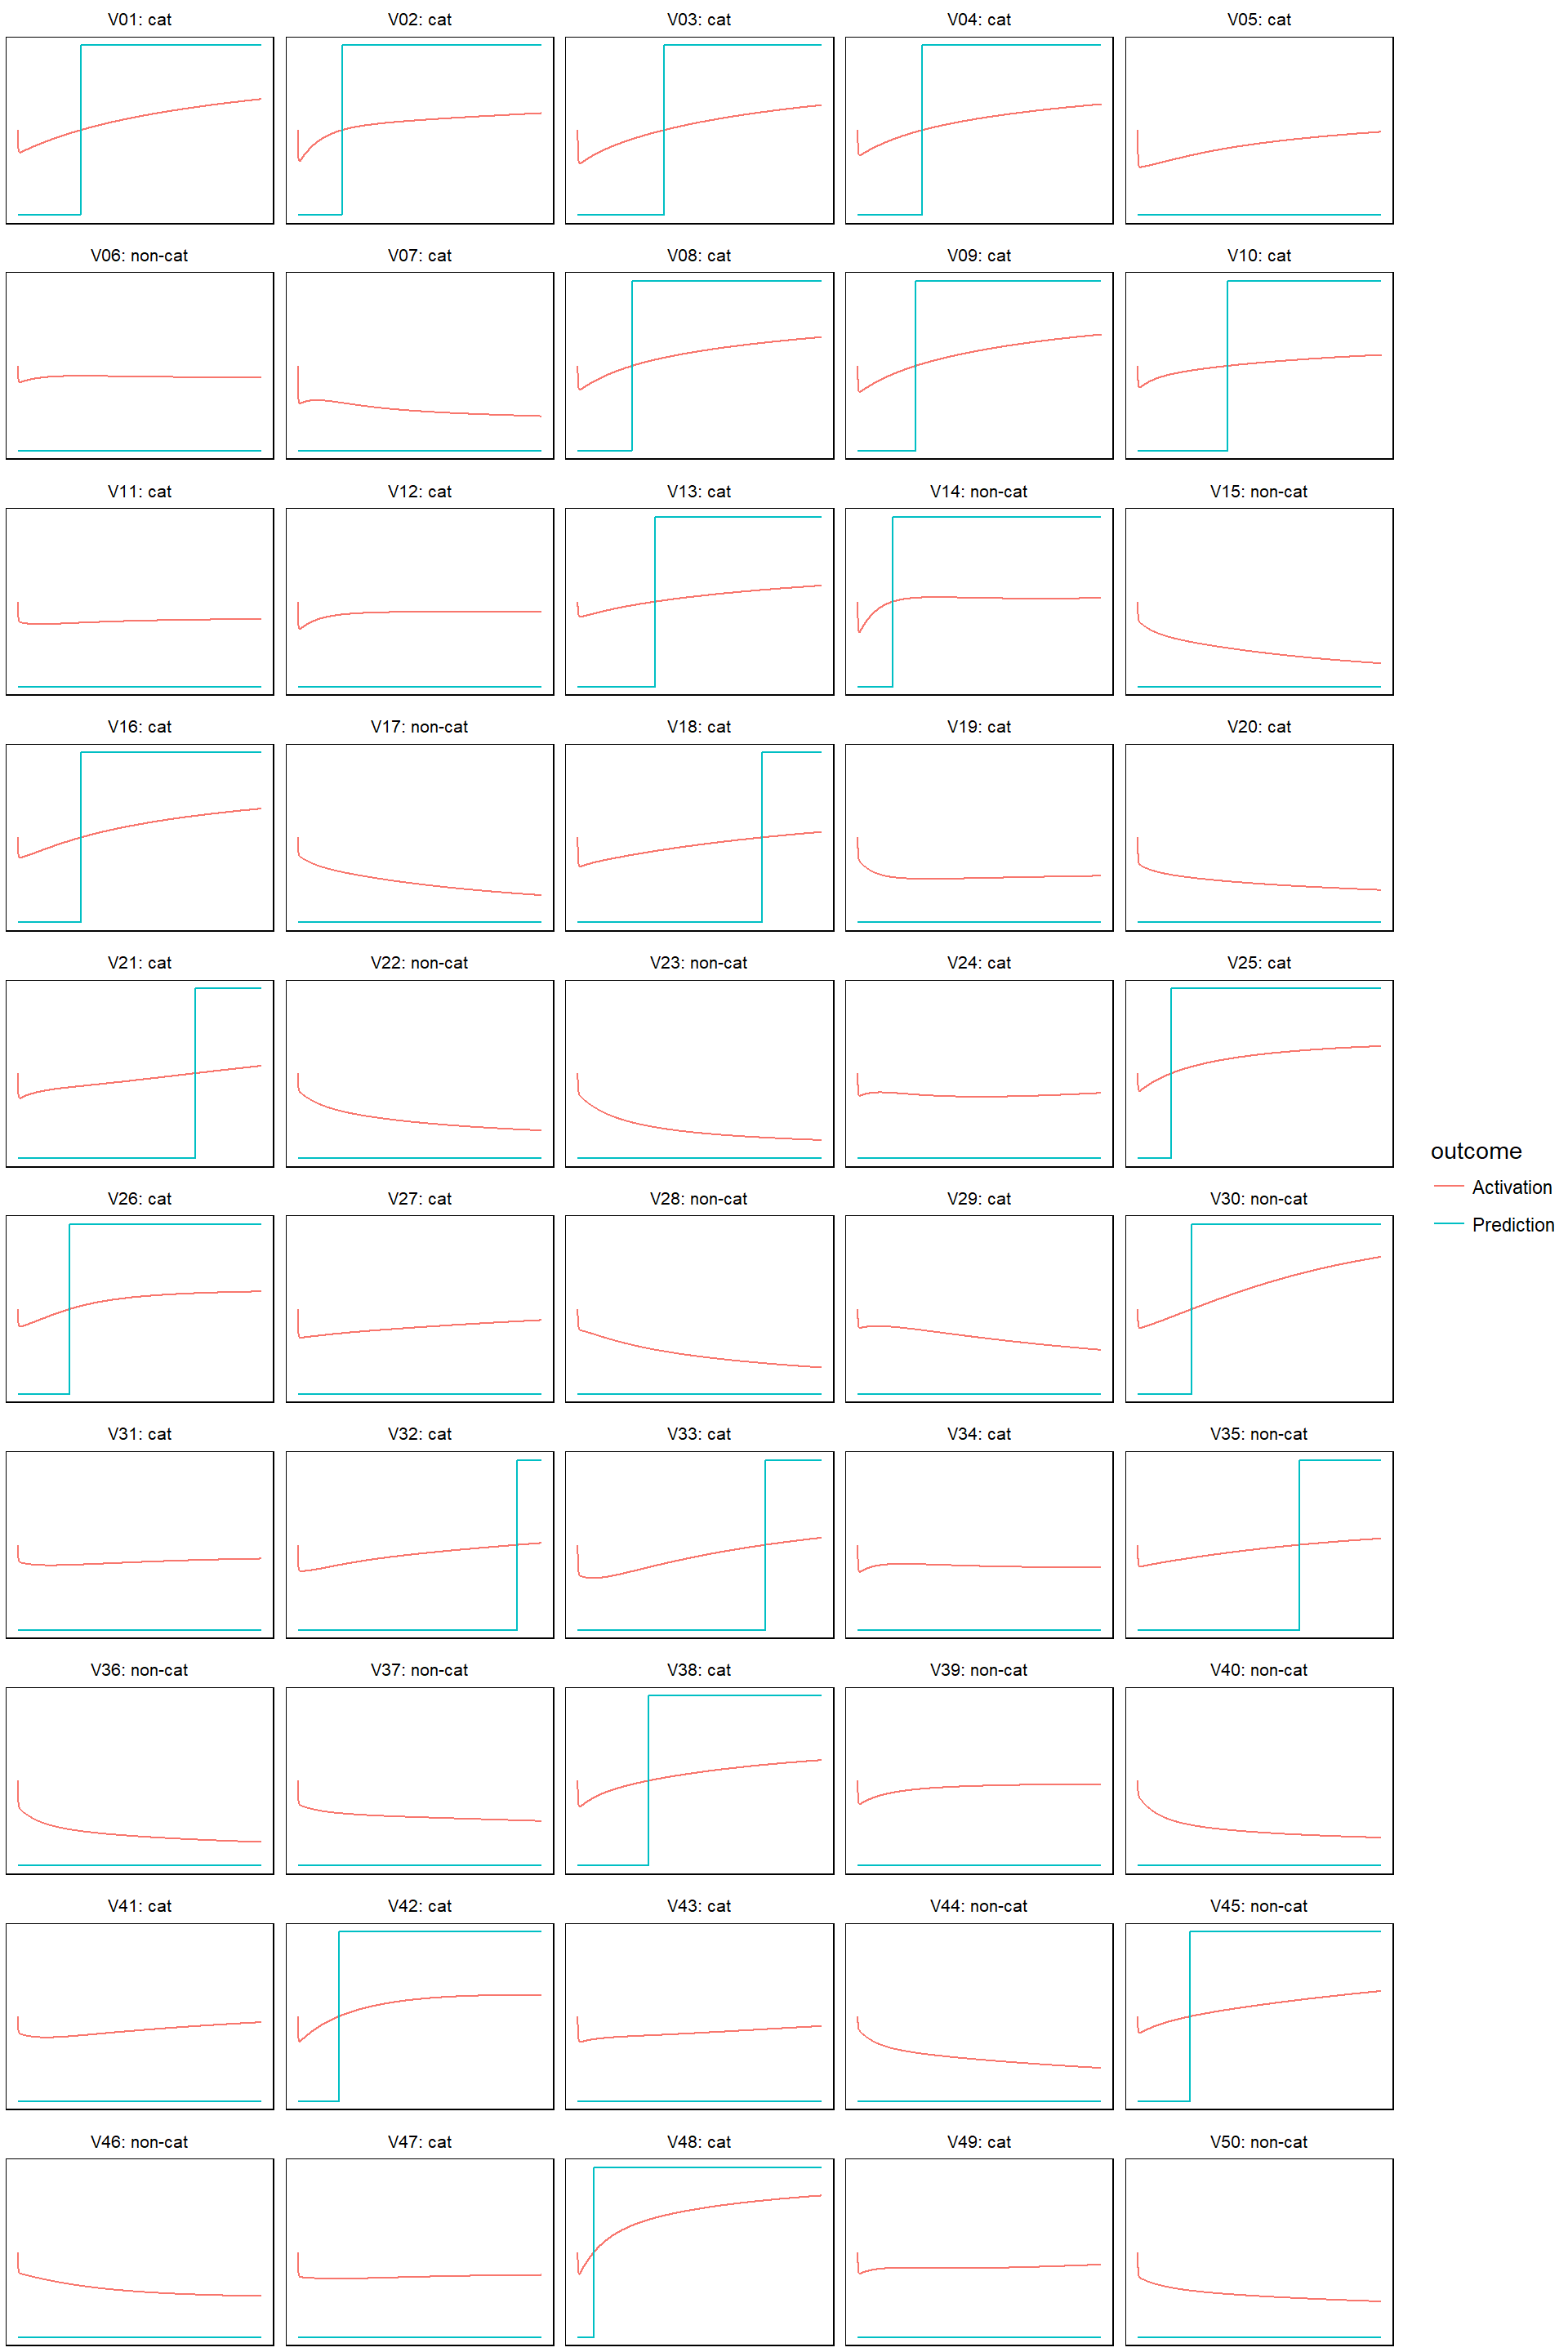 V01: cat
V02: cat
V03: cat
V04: cat
V05: cat
V06: non-cat
V07: cat
V08: cat
V09: cat
V10: cat
V11: cat
V12: cat
V13: cat
V14: non-cat
V15: non-cat
V16: cat
V17: non-cat
V18: cat
V19: cat
V20: cat
V21: cat
V22: non-cat
V23: non-cat
V24: cat
V25: cat
V26: cat
V27: cat
V28: non-cat
V29: cat
V30: non-cat
V31: cat
V32: cat
V33: cat
V34: cat
V35: non-cat
V36: non-cat
V37: non-cat
V38: cat
V39: non-cat
V40: non-cat
V41: cat
V42: cat
V43: cat
V44: non-cat
V45: non-cat
V46: non-cat
V47: cat
V48: cat
V49: cat
V50: non-cat
outcome
Activation
Prediction